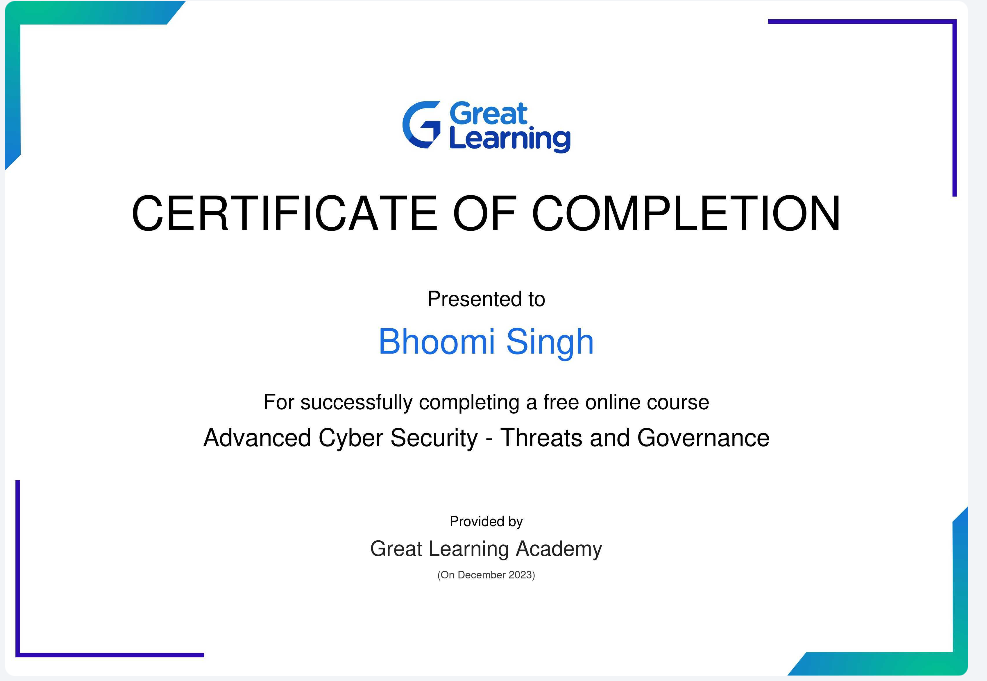 Great
Learning
CERTIFICATE OF COMPLETION
Presented to
Bhoomi Singh
For successfully completing a free online course
Advanced Cyber Security - Threats and Governance
Provided by
Great Learning Academy
(On December 2023)